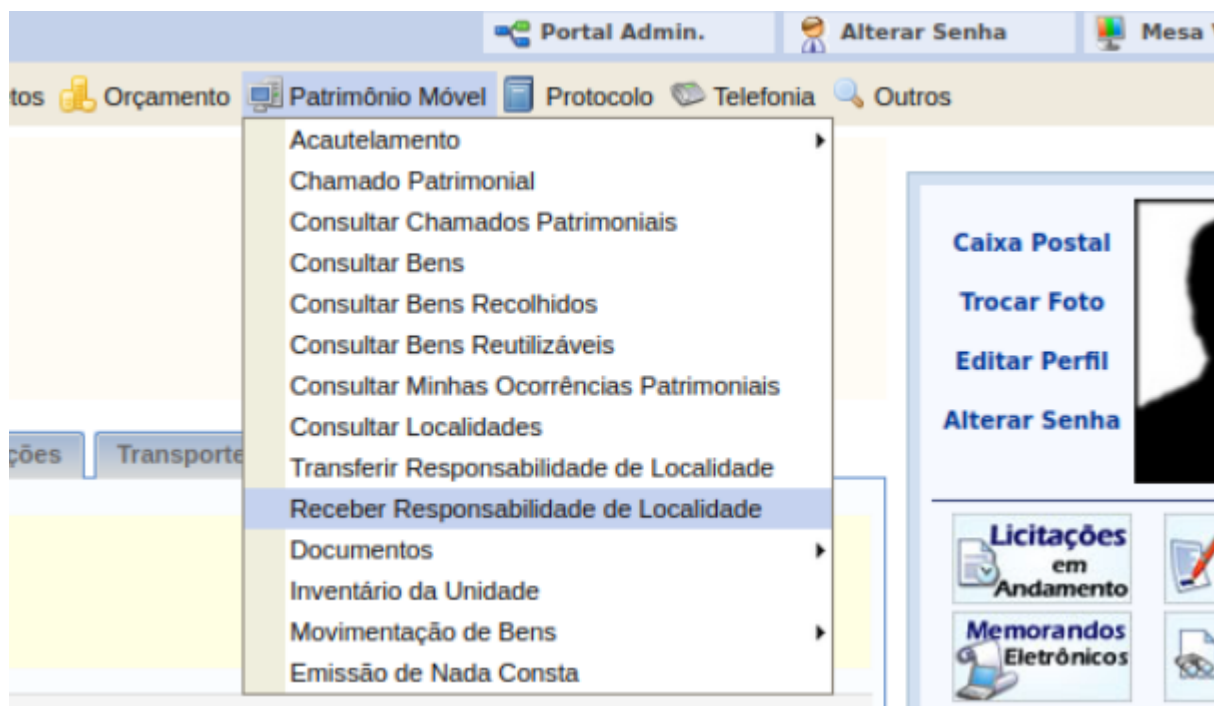 Portal Admin. Alterar Senha Mesa
tos Orçamento Patrimônio Móvel Protocolo Telefonia Outros
Acautelamento
Chamado Patrimonial
Consultar Chamados Patrimoniais
Consultar Bens
Consultar Bens Recolhidos
Consultar Bens Reutilizáveis
Consultar Minhas Ocorrências Patrimoniais
Consultar Localidades
Transferir Responsabilidade de Localidade
Receber Responsabilidade de Localidade
Documentos
Inventário da Unidade
Movimentação de Bens
Emissão de Nada Consta
ções Transporte
Caixa Postal
Trocar Foto
Editar Perfil
Alterar Senha
Licitações
em
Andamento
Memorandos
Eletrônicos